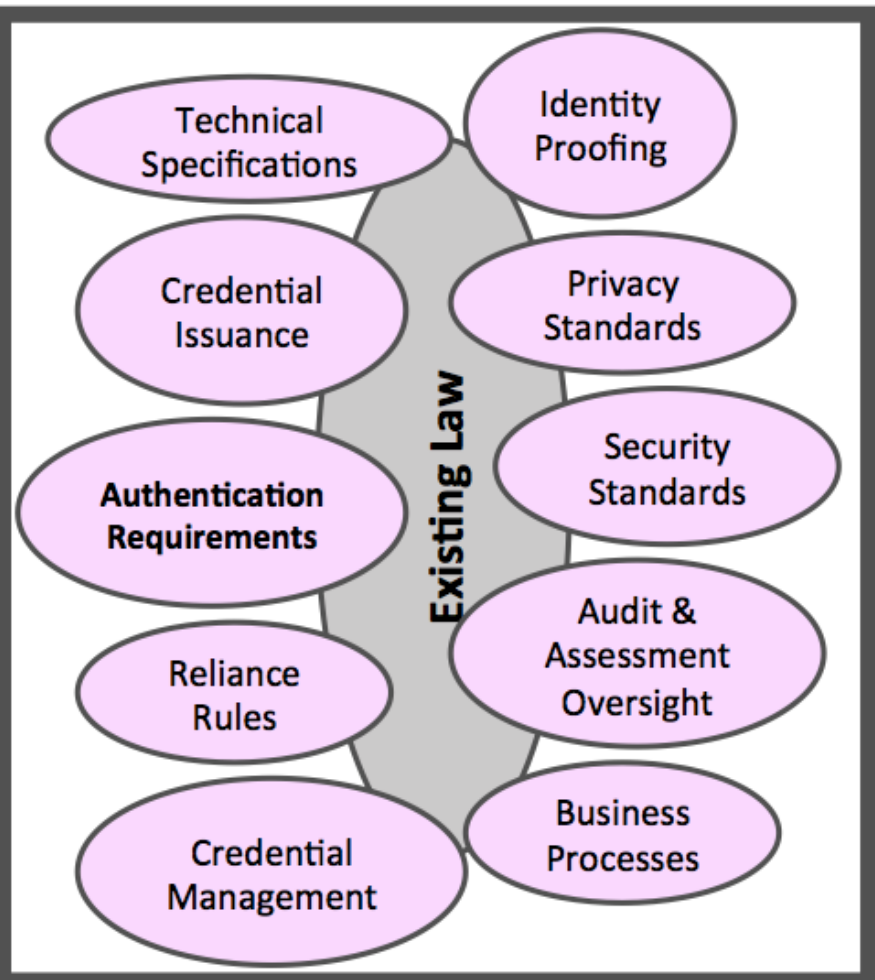 Technical
Specifications
Identity
Proofing
Credential
Issuance
Privacy
Standards
Existing Law
Authentication
Requirements
Security
Standards
Reliance
Rules
Audit &
Assessment
Oversight
Credential
Management
Business
Processes